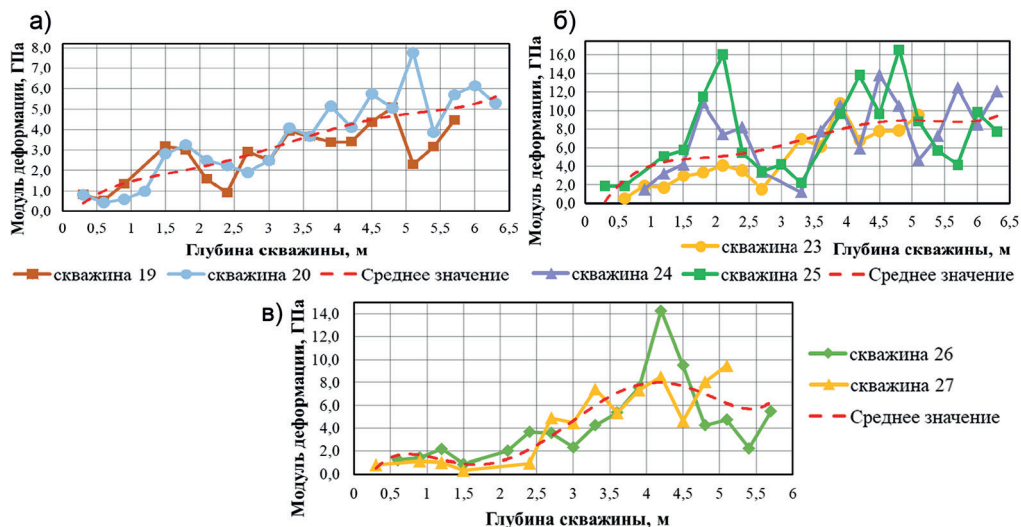 а)
Модуль деформации, ГПа
8,0
7,0
6,0
5,0
4,0
3,0
2,0
1,0
0,0
0 0,5 1 1,5 2 2,5 3 3,5 4 4,5 5 5,5 6 6,5
Глубина скважины, м
скважина 19 скважина 20 Среднее значение
б)
Модуль деформации, ГПа
16,0
14,0
12,0
10,0
8,0
6,0
4,0
2,0
0,0
0 0,5 1 1,5 2 2,5 3 3,5 4 4,5 5 5,5 6 6,5
скважина 23 Глубина скважины, м
скважина 24 скважина 25 Среднее значение
в)
Модуль деформации, ГПа
14,0
12,0
10,0
8,0
6,0
4,0
2,0
0,0
0 0,5 1 1,5 2 2,5 3 3,5 4 4,5 5 5,5 6
Глубина скважины, м
скважина 26
скважина 27
Среднее значение